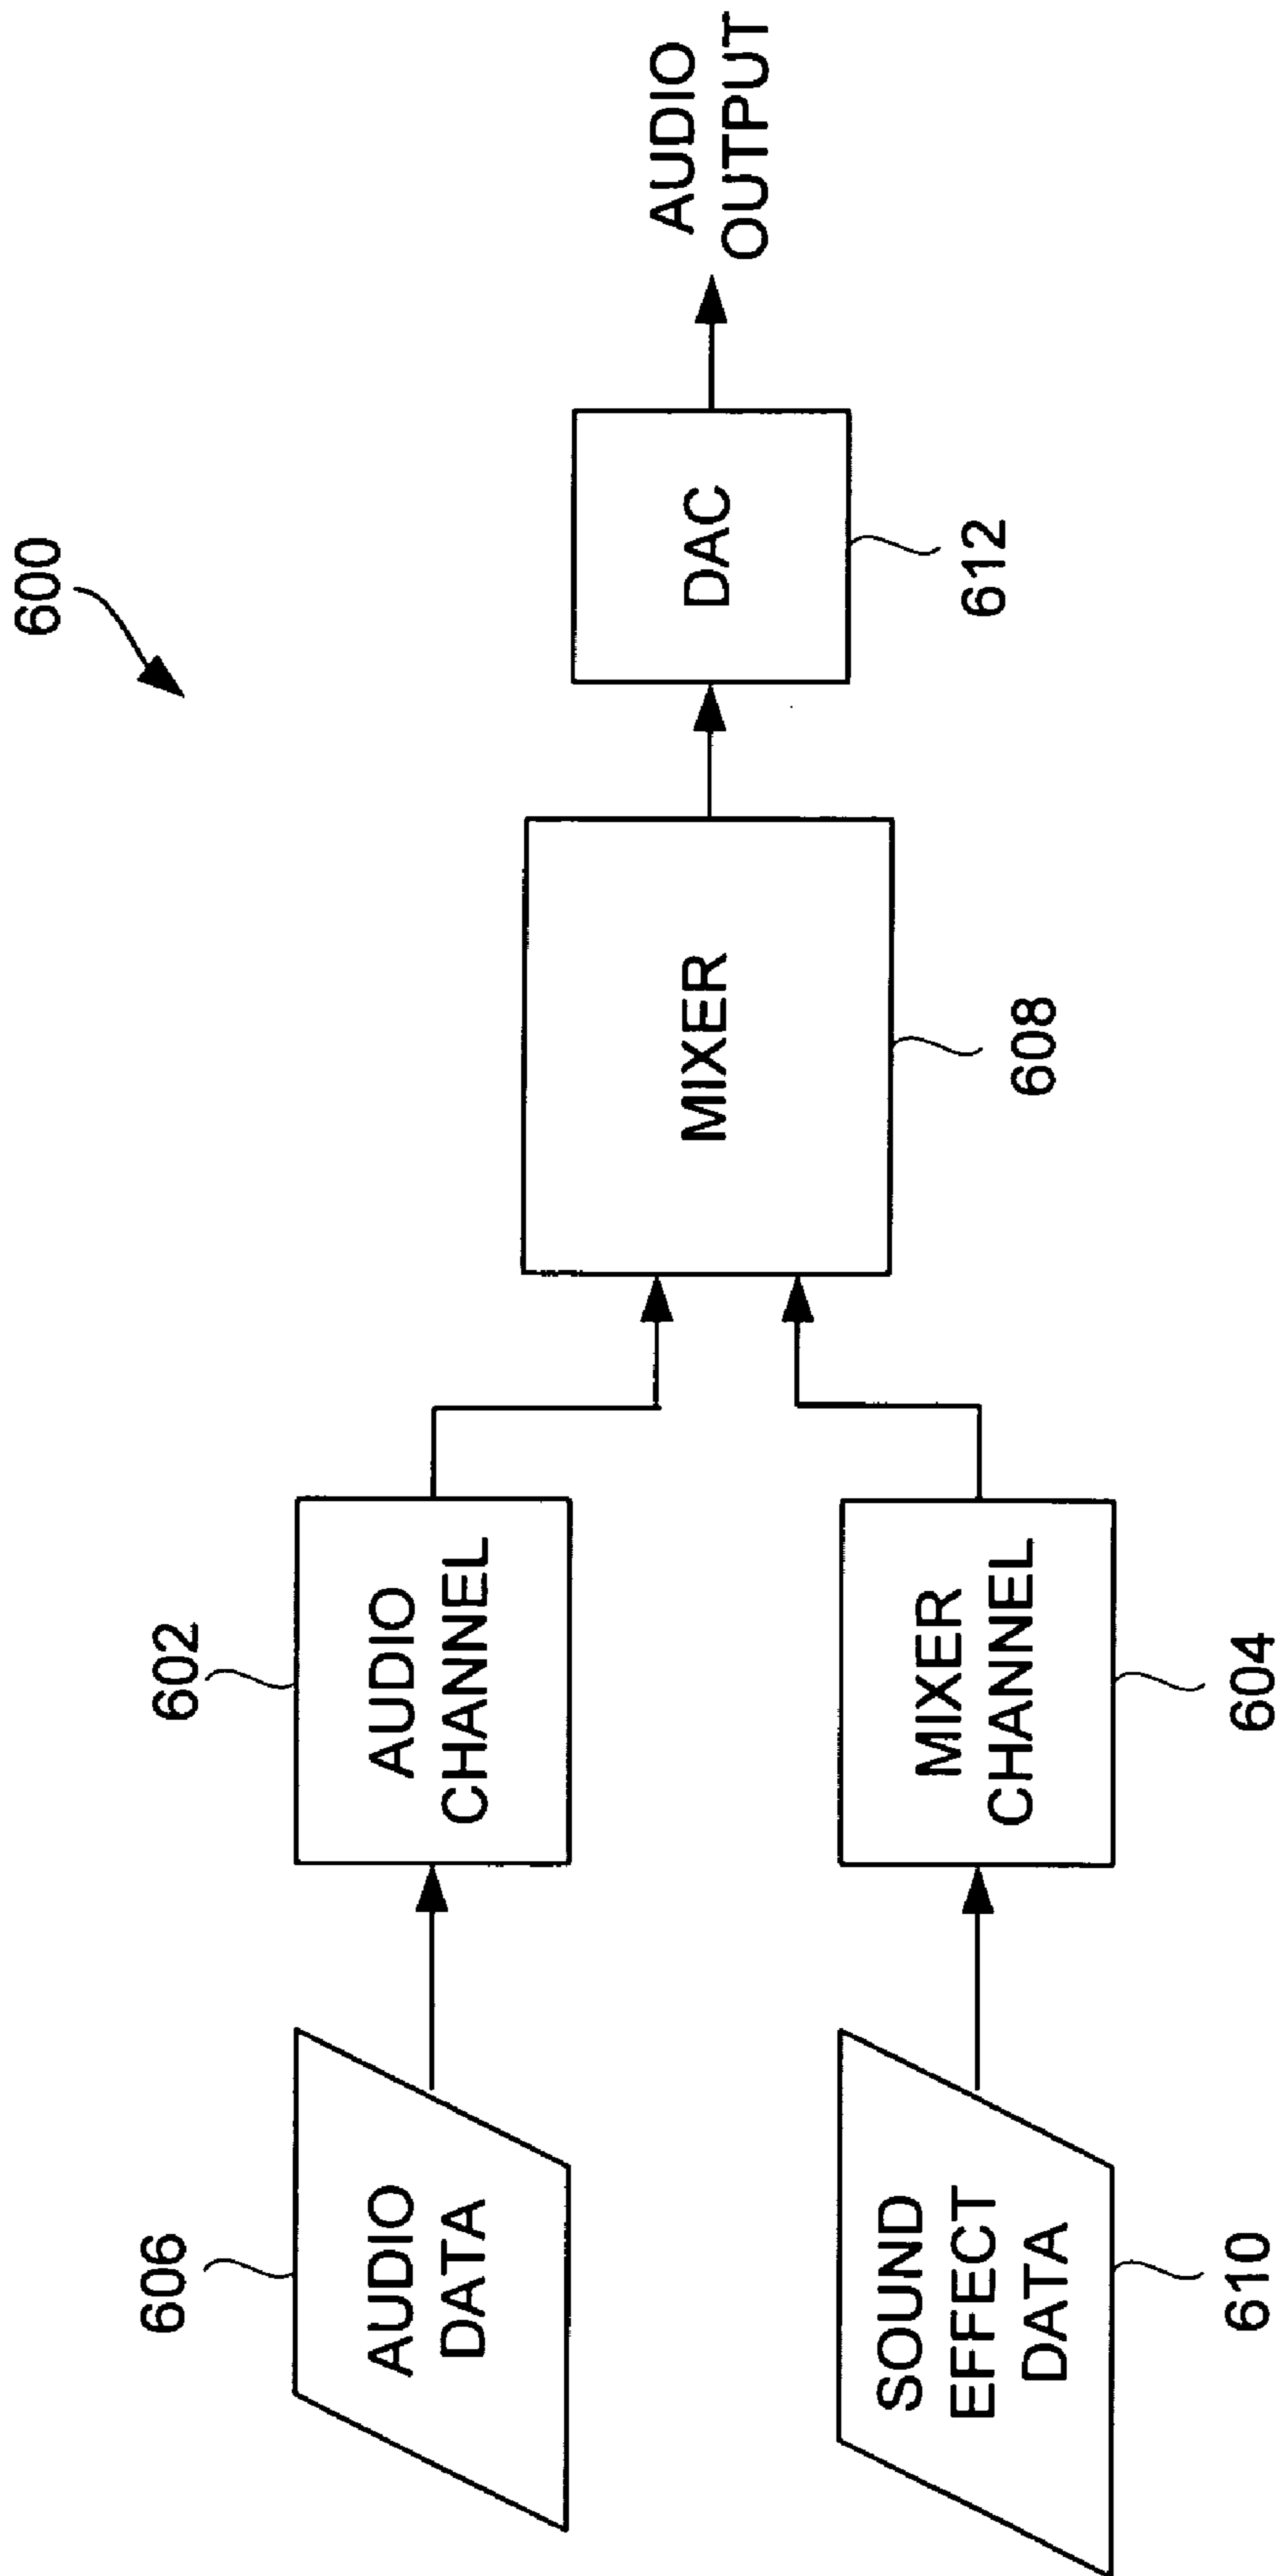 600
606
AUDIO
DATA
602
AUDIO
CHANNEL
SOUND
EFFECT
DATA
610
MIXER
CHANNEL
604
MIXER
608
DAC
612
AUDIO
OUTPUT